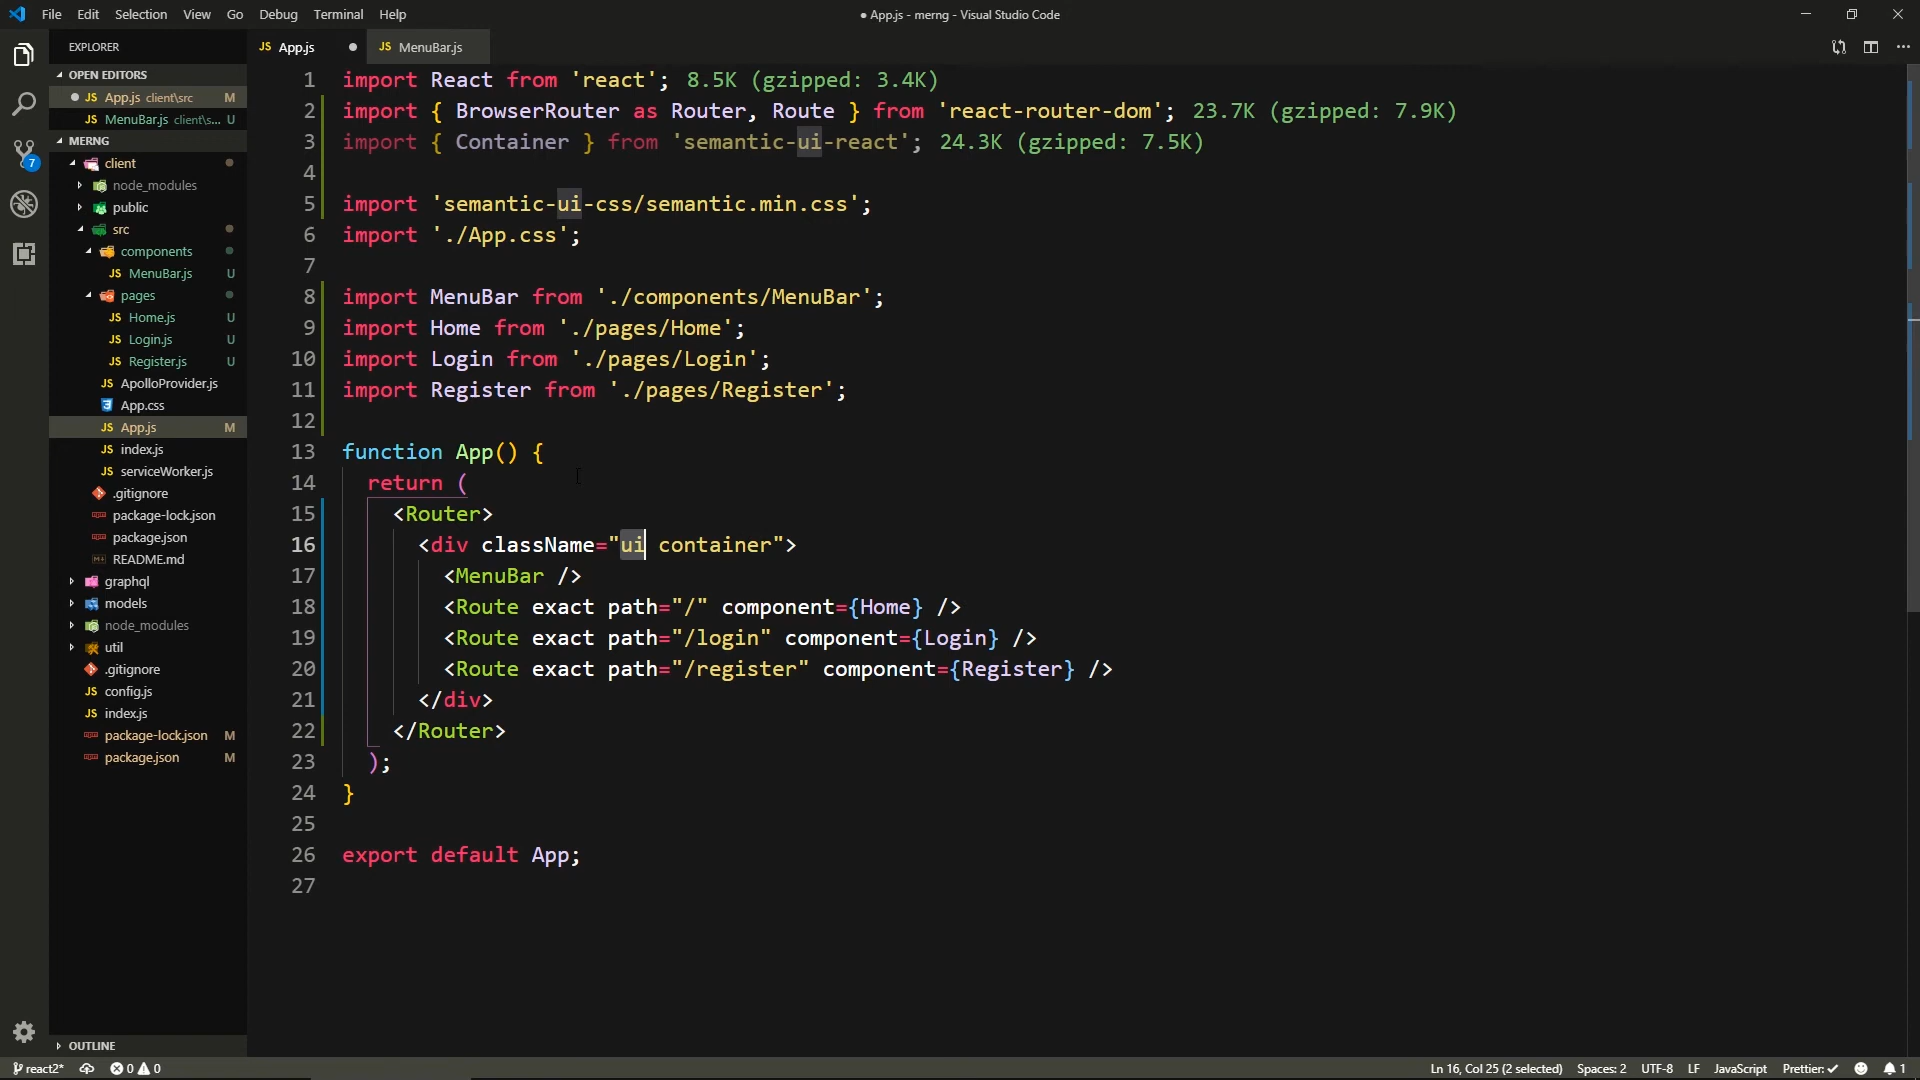 File Edit Selection View Go Debug Terminal Help
● App.js - merng - Visual Studio Code
EXPLORER
OPEN EDITORS
JS App.js client\src M
JS MenuBar.js client\s... U
MERNG
client
node_modules
public
src
components
JS MenuBar.js U
pages
JS Home.js U
JS Login.js U
JS Register.js U
JS ApolloProvider.js
App.css
JS App.js M
JS index.js
JS serviceWorker.js
.gitignore
package-lock.json
package.json
README.md
graphql
models
node_modules
util
.gitignore
JS config.js
JS index.js
package-lock.json M
package.json M
OUTLINE
7
JS App.js ●
JS MenuBar.js
1 import React from 'react'; 8.5K (gzipped: 3.4K)
2 import { BrowserRouter as Router, Route } from 'react-router-dom'; 23.7K (gzipped: 7.9K)
3 import { Container } from 'semantic-ui-react'; 24.3K (gzipped: 7.5K)
4
5 import 'semantic-ui-css/semantic.min.css';
6 import './App.css';
7
8 import MenuBar from './components/MenuBar';
9 import Home from './pages/Home';
10 import Login from './pages/Login';
11 import Register from './pages/Register';
12
13 function App() {
14 return (
15 <Router>
16 <div className="ui container">
17 <MenuBar />
18 <Route exact path="/" component={Home} />
19 <Route exact path="/login" component={Login} />
20 <Route exact path="/register" component={Register} />
21 </div>
22 </Router>
23 );
24 }
25
26 export default App;
27
react2* 0 0
Ln 16, Col 25 (2 selected) Spaces: 2 UTF-8 LF JavaScript Prettier: ✓ 1